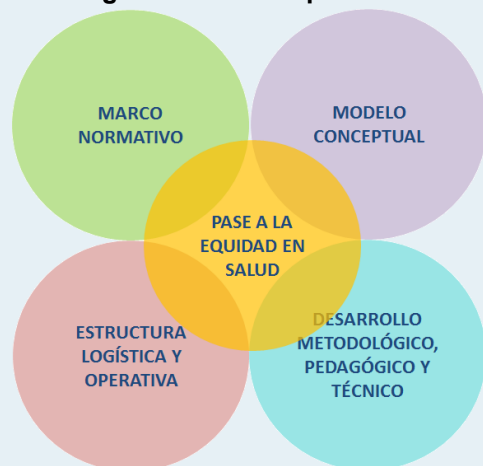 MARCO
NORMATIVO
MODELO
CONCEPTUAL
PASE A LA
EQUIDAD EN
SALUD
ESTRUCTURA
LOGÍSTICA Y
OPERATIVA
DESARROLLO
METODOLÓGICO,
PEDAGÓGICO Y
TÉCNICO